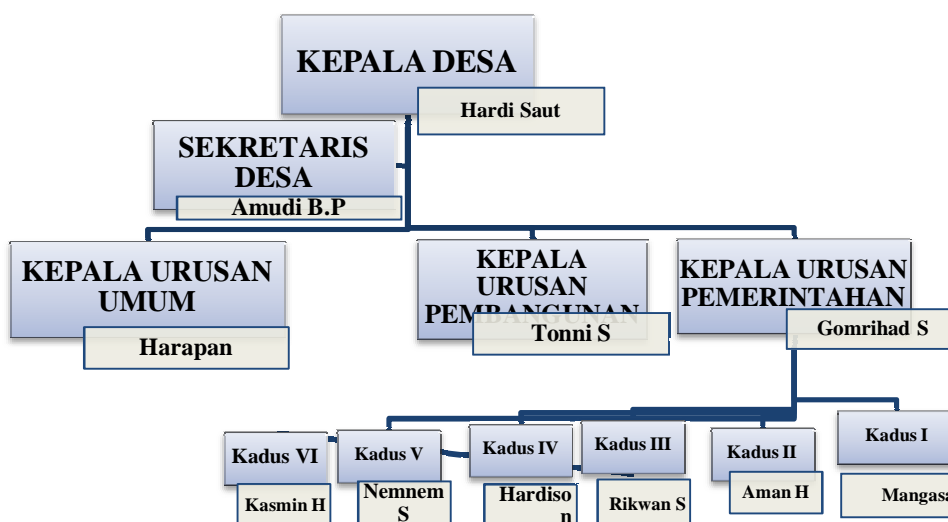 KEPALA DESA
Hardi Saut
SEKRETARIS
DESA
Amudi B.P
KEPALA URUSAN
UMUM
Harapan
KEPALA
URUSAN
PEMBANGUNAN
Tonni S
KEPALA URUSAN
PEMERINTAHAN
Gomrihad S
Kadus VI
Kasmin H
Kadus V
Nemnem
S
Kadus IV
Hardiso
n
Kadus III
Rikwan S
Kadus II
Aman H
Kadus I
Mangasa